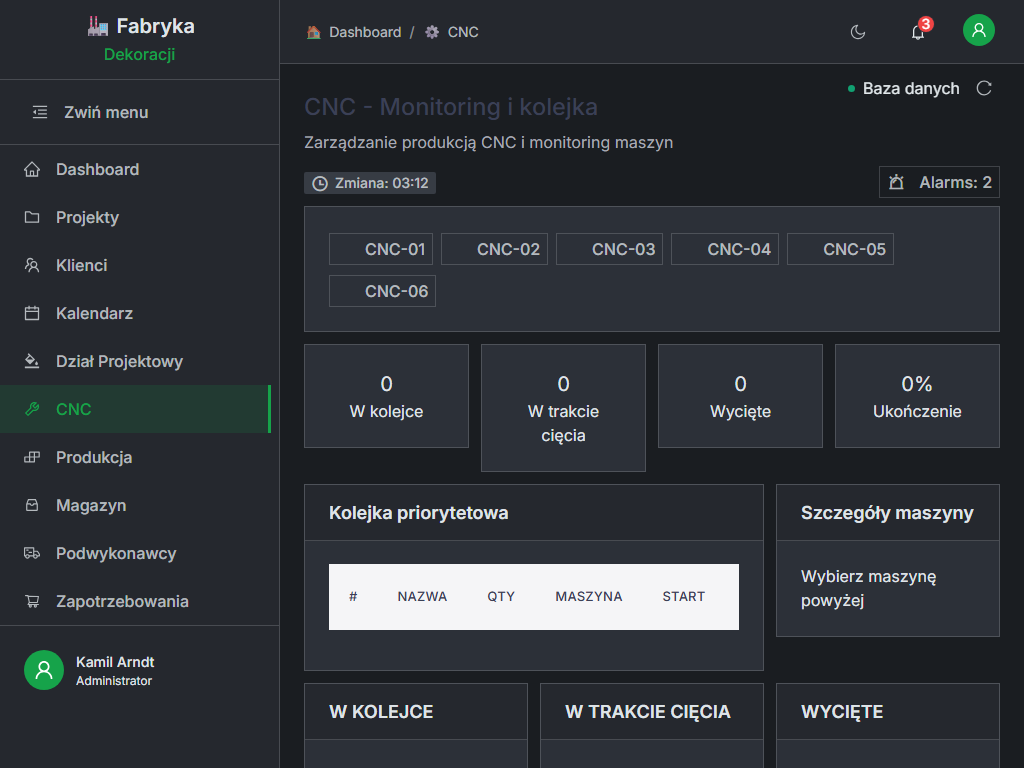 Fabryka
Dekoracji
Zwiń menu
Dashboard
Projekty
Klienci
Kalendarz
Dział Projektowy
CNC
Produkcja
Magazyn
Podwykonawcy
Zapotrzebowania
Kamil Arndt
Administrator
Dashboard / CNC
3
Baza danych
CNC - Monitoring i kolejka
Zarządzanie produkcją CNC i monitoring maszyn
Zmiana: 03:12
Alarms: 2
CNC-01 CNC-02 CNC-03 CNC-04 CNC-05
CNC-06
0
W kolejce
0
W trakcie
cięcia
0
Wycięte
0%
Ukończenie
Kolejka priorytetowa
# NAZWA QTY MASZYNA START
Szczegóły maszyny
Wybierz maszynę
powyżej
W KOLEJCE
W TRAKCIE CIĘCIA
WYCIĘTE